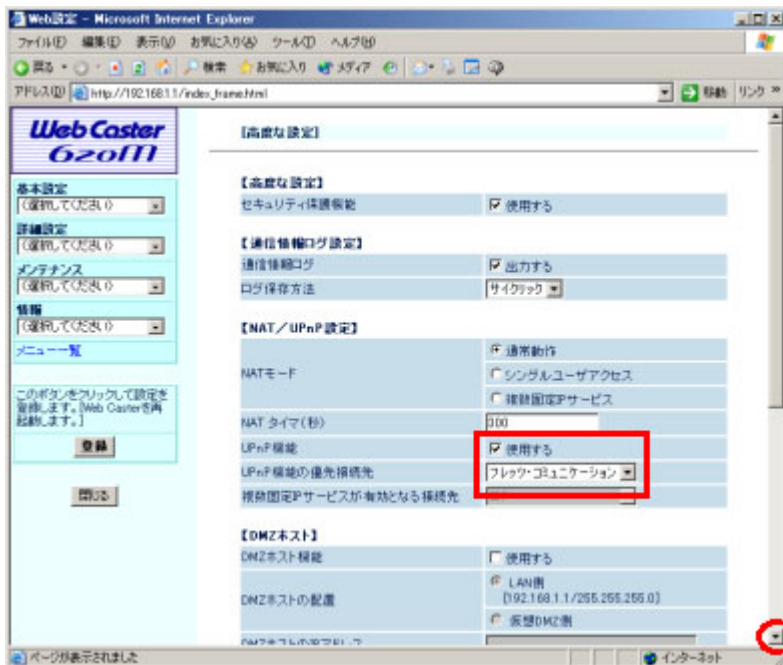 Web設定 - Microsoft Internet Explorer
ファイル(F) 編集(E) 表示(V) お気に入り(A) ツール(T) ヘルプ(H)
戻る 検索 お気に入り メディア
アドレス(D) http://192.168.1.1/index_frame.html 移動 リンク »
Web Caster
620M
基本設定
(選択してください)
詳細設定
(選択してください)
メンテナンス
(選択してください)
情報
(選択してください)
メニュー一覧
このボタンをクリックして設定を
登録します。[Web Casterを再
起動します。]
登録
閉じる
[高度な設定]
【高度な設定】
セキュリティ保護機能 使用する
【通信情報ログ設定】
通信情報ログ 出力する
ログ保存方法 サイクリック
【NAT/UPnP設定】
NATモード 通常動作
シングルユーザアクセス
複数固定IPサービス
NAT タイマ(秒)
UPnP機能 使用する
UPnP機能の優先接続先 フレッツ・コミュニケーション
複数固定IPサービスが有効となる接続先
【DMZホスト】
DMZホスト機能 使用する
DMZホストの配置 LAN側
[192.168.1.1/255.255.255.0]
仮想DMZ側
DMZホストのIPアドレス
ページが表示されました インターネット